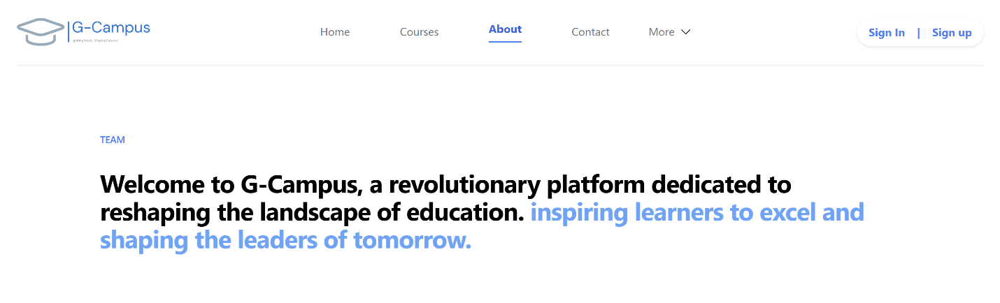 G-Campus
Igniting Minds, Shaping Futures!
Home Courses About Contact More Sign In | Sign up
TEAM
Welcome to G-Campus, a revolutionary platform dedicated to
reshaping the landscape of education. inspiring learners to excel and
shaping the leaders of tomorrow.